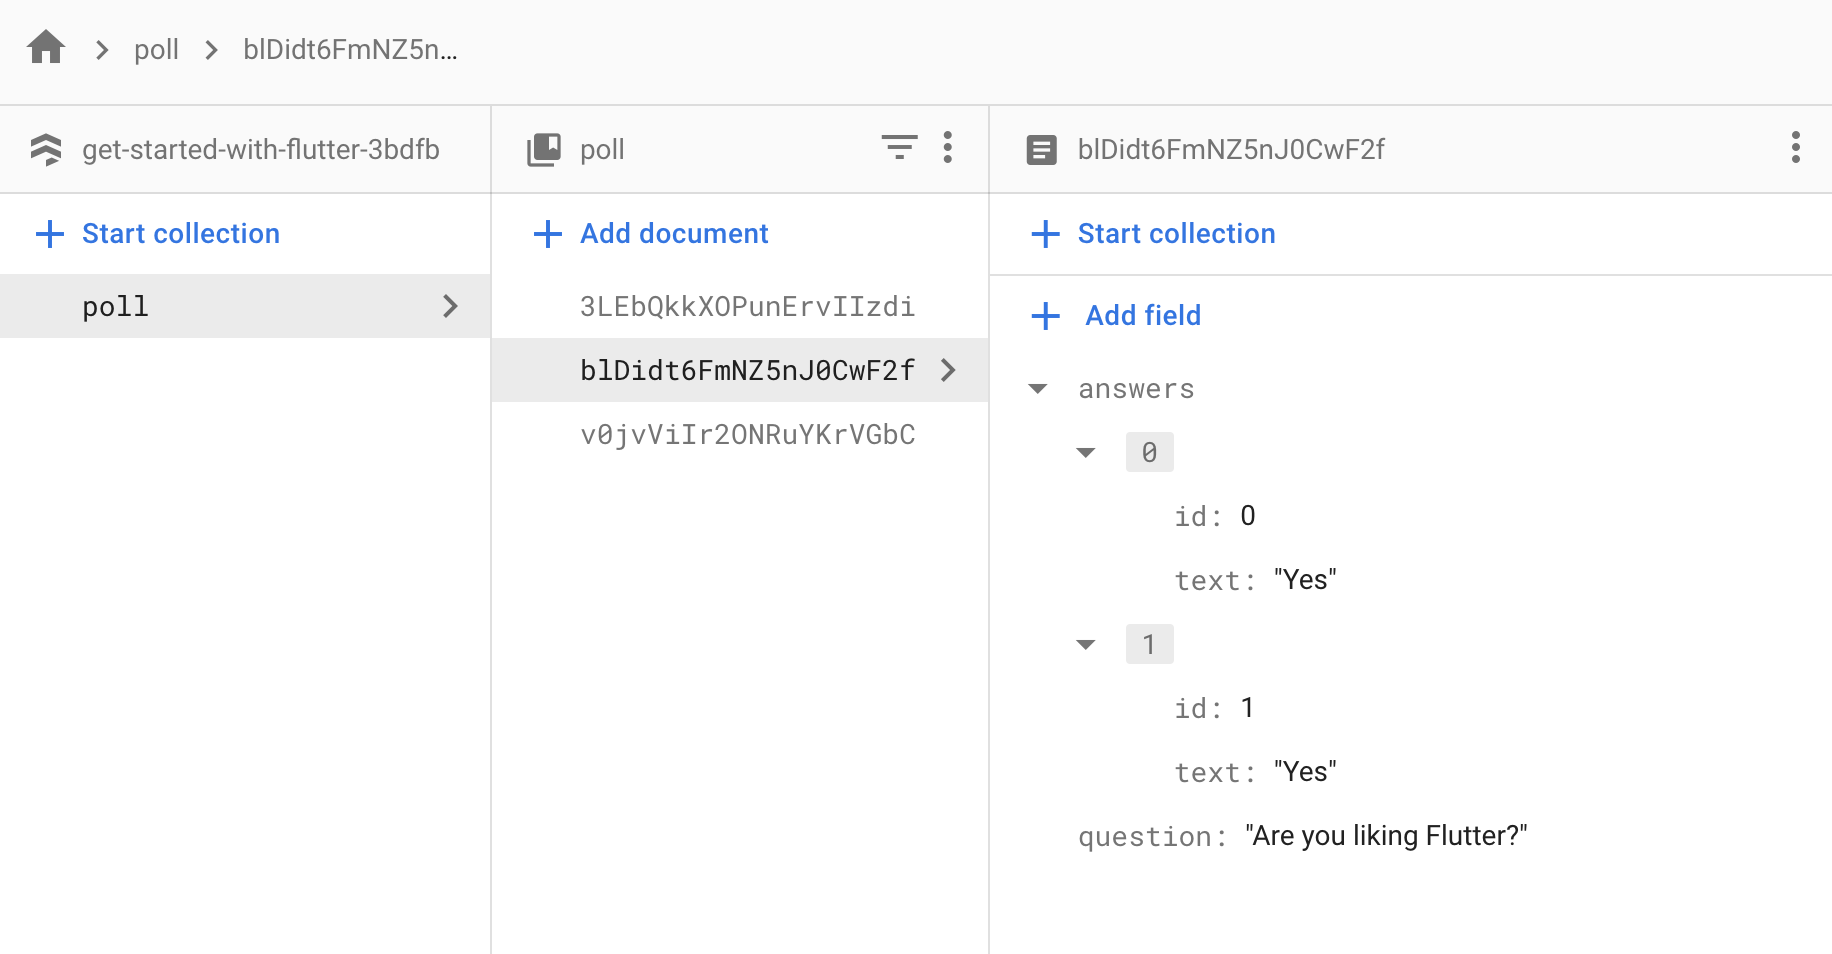 poll
blDidt6FmNZ5n...
get-started-with-flutter-3bdfb
Start collection
poll
poll
Add document
3LEbQkkXOPunErvIIzdi
blDidt6FmNZ5nJ0CwF2f
v0jvViIr2ONRuYKrVGbC
blDidt6FmNZ5nJ0CwF2f
Start collection
Add field
answers
0
id: 0
text: "Yes"
1
id: 1
text: "Yes"
question: "Are you liking Flutter?"